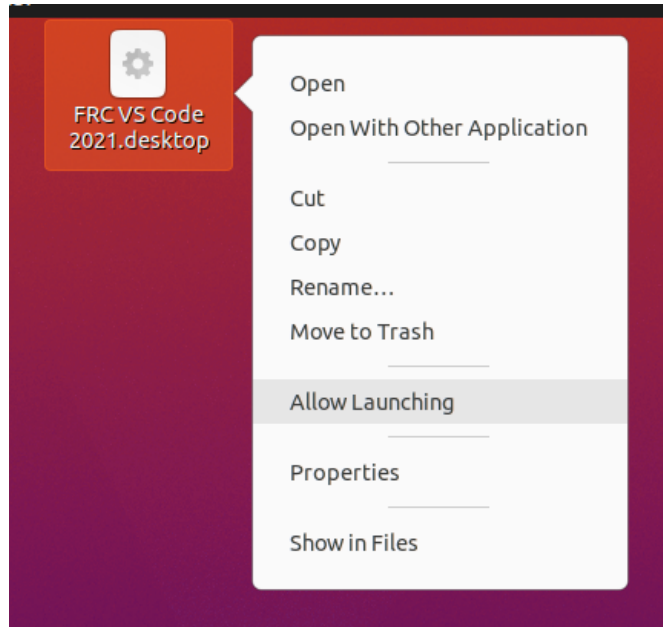 FRC VS Code
2021.desktop
Open
Open With Other Application
Cut
Copy
Rename…
Move to Trash
Allow Launching
Properties
Show in Files